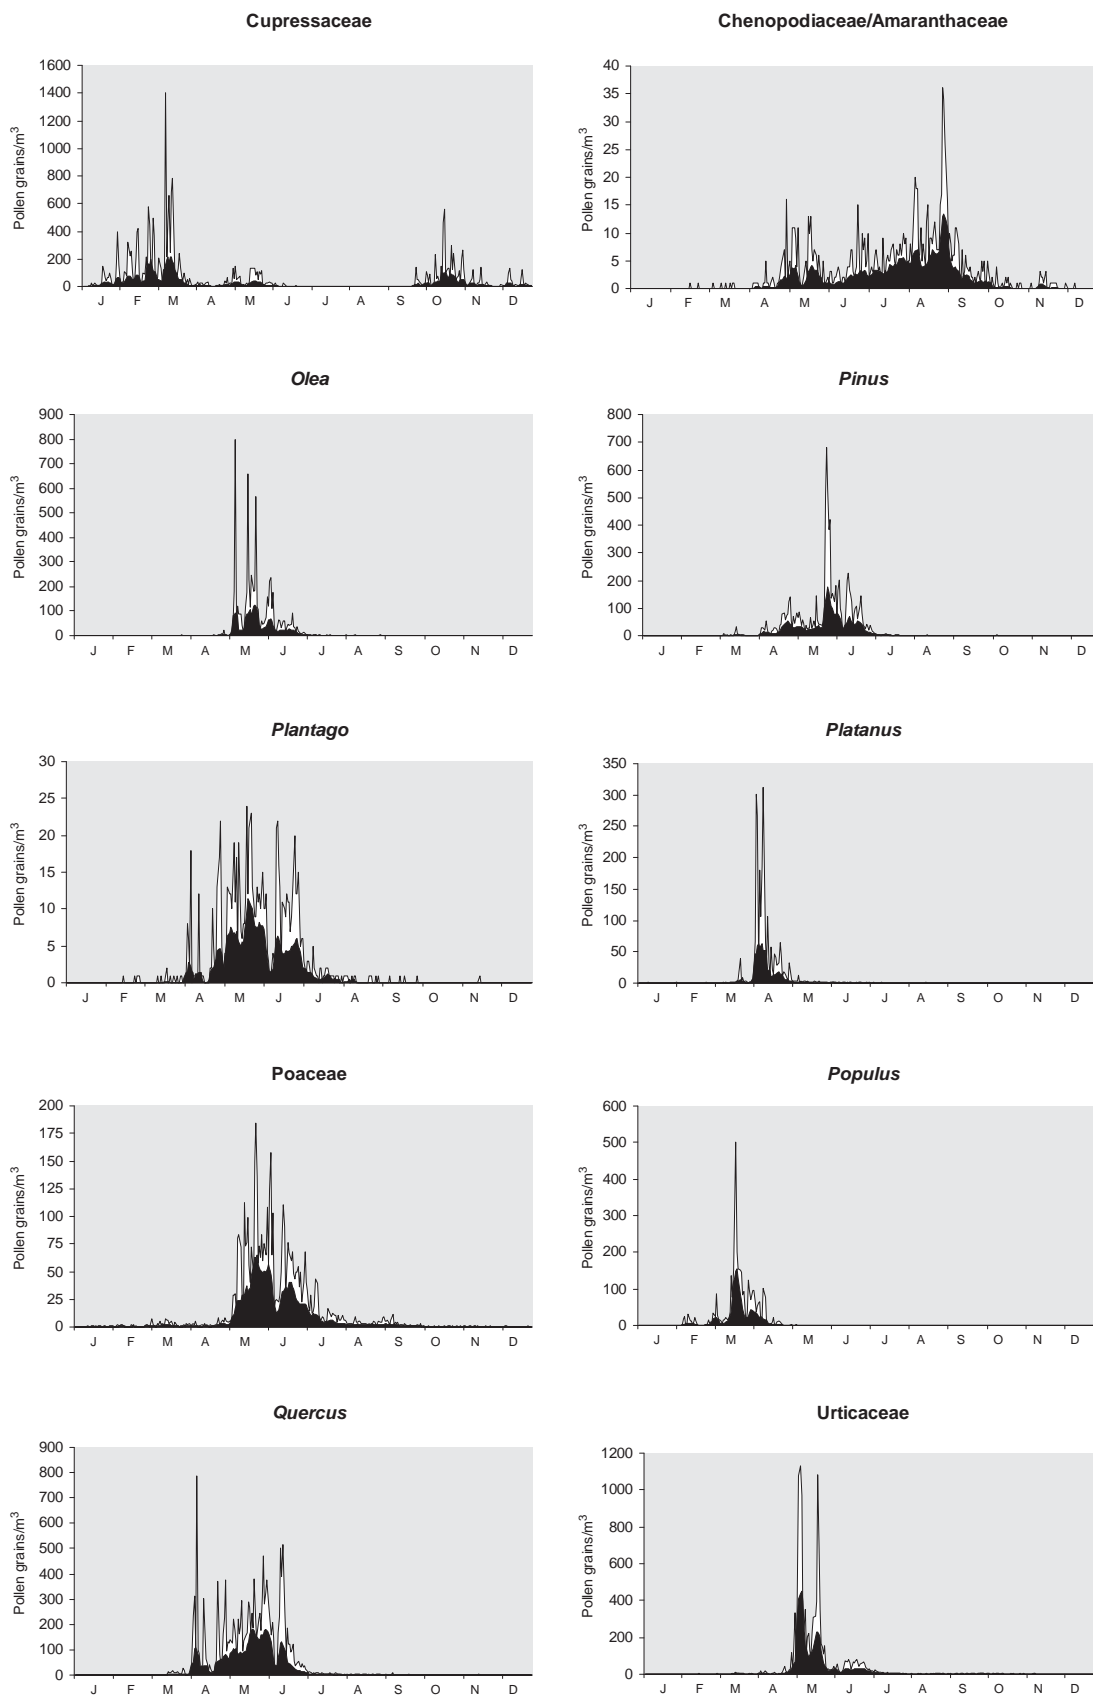 Cupressaceae
Pollen grains/m³
1600
1400
1200
1000
800
600
400
200
0
J F M A M J J A S O N D
Chenopodiaceae/Amaranthaceae
Pollen grains/m³
40
35
30
25
20
15
10
5
0
J F M A M J J A S O N D
Olea
Pollen grains/m³
900
800
700
600
500
400
300
200
100
0
J F M A M J J A S O N D
Pinus
Pollen grains/m³
800
700
600
500
400
300
200
100
0
J F M A M J J A S O N D
Plantago
Pollen grains/m³
30
25
20
15
10
5
0
J F M A M J J A S O N D
Platanus
Pollen grains/m³
350
300
250
200
150
100
50
0
J F M A M J J A S O N D
Poaceae
Pollen grains/m³
200
175
150
125
100
75
50
25
0
J F M A M J J A S O N D
Populus
Pollen grains/m³
600
500
400
300
200
100
0
J F M A M J J A S O N D
Quercus
Pollen grains/m³
900
800
700
600
500
400
300
200
100
0
J F M A M J J A S O N D
Urticaceae
Pollen grains/m³
1200
1000
800
600
400
200
0
J F M A M J J A S O N D